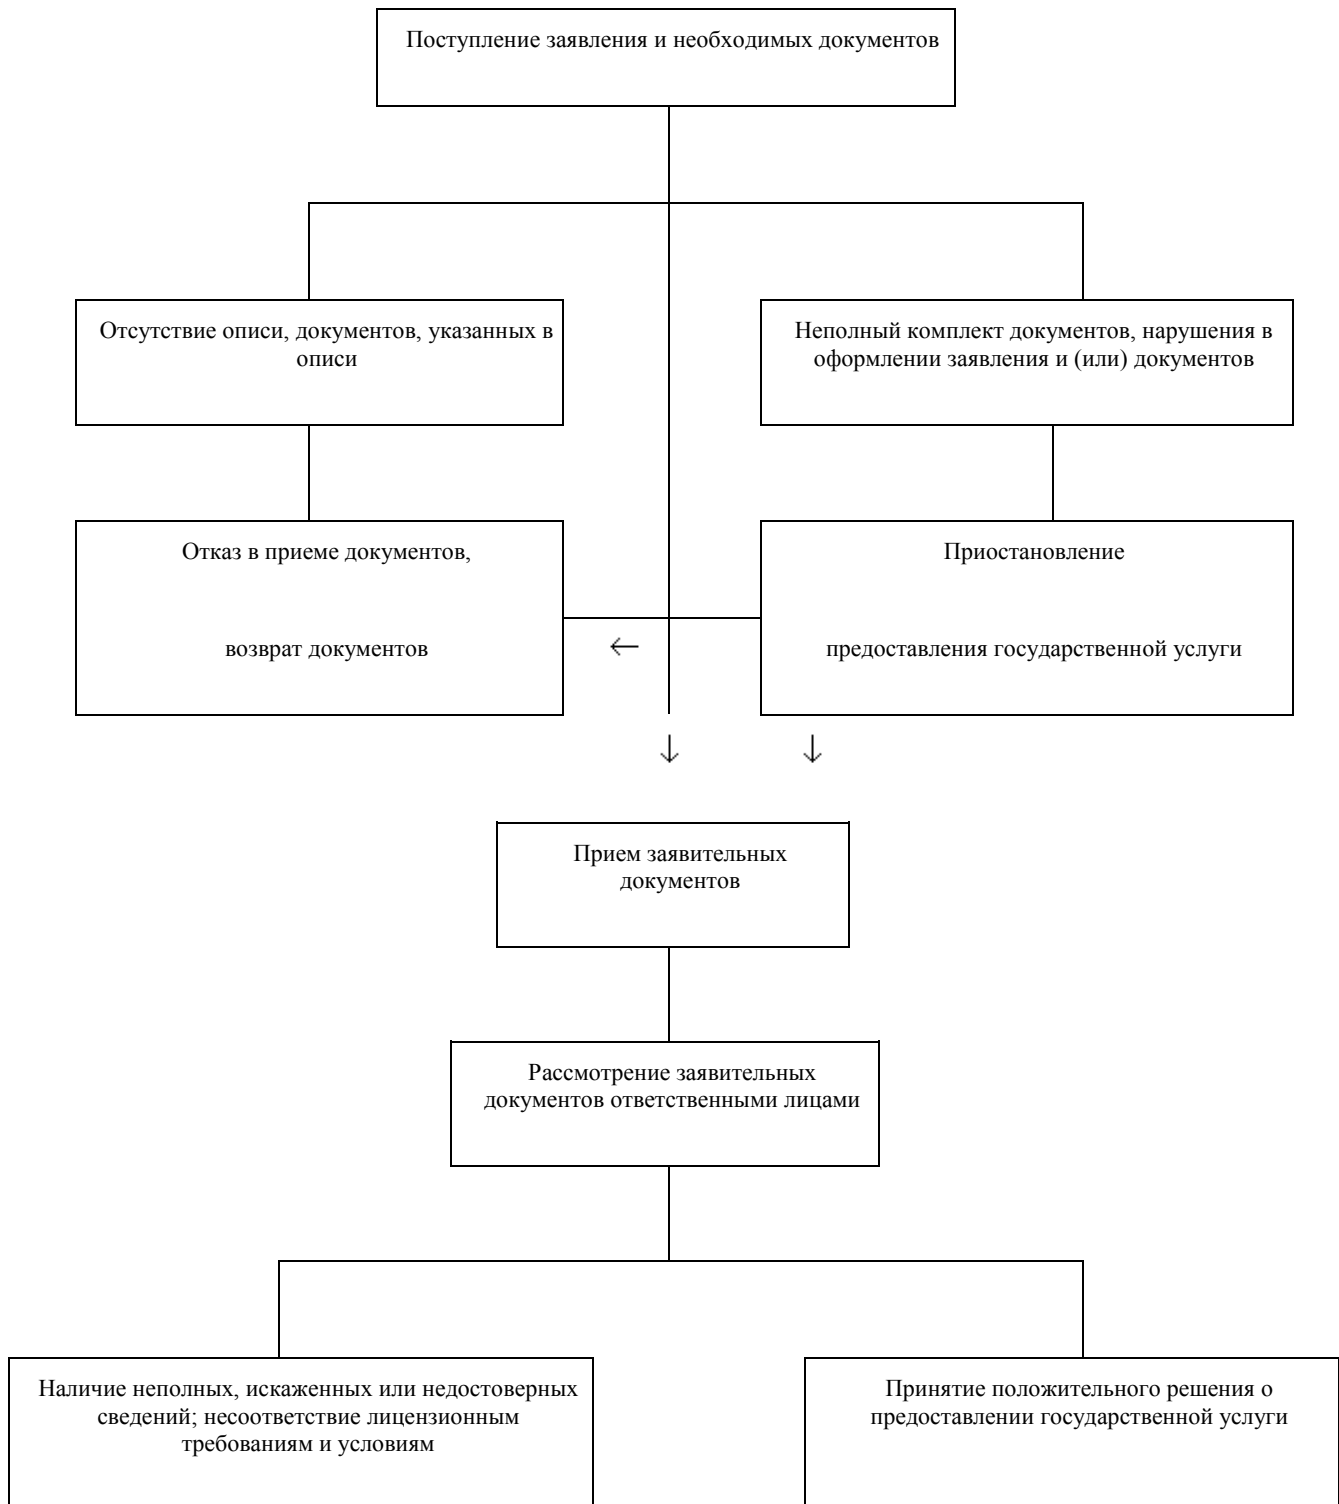 Поступление заявления и необходимых документов
Отсутствие описи, документов, указанных в
описи
Неполный комплект документов, нарушения в
оформлении заявления и (или) документов
Отказ в приеме документов,
возврат документов
Приостановление
предоставления государственной услуги
←
↓ ↓
Прием заявительных
документов
Рассмотрение заявительных
документов ответственными лицами
Наличие неполных, искаженных или недостоверных
сведений; несоответствие лицензионным
требованиям и условиям
Принятие положительного решения о
предоставлении государственной услуги